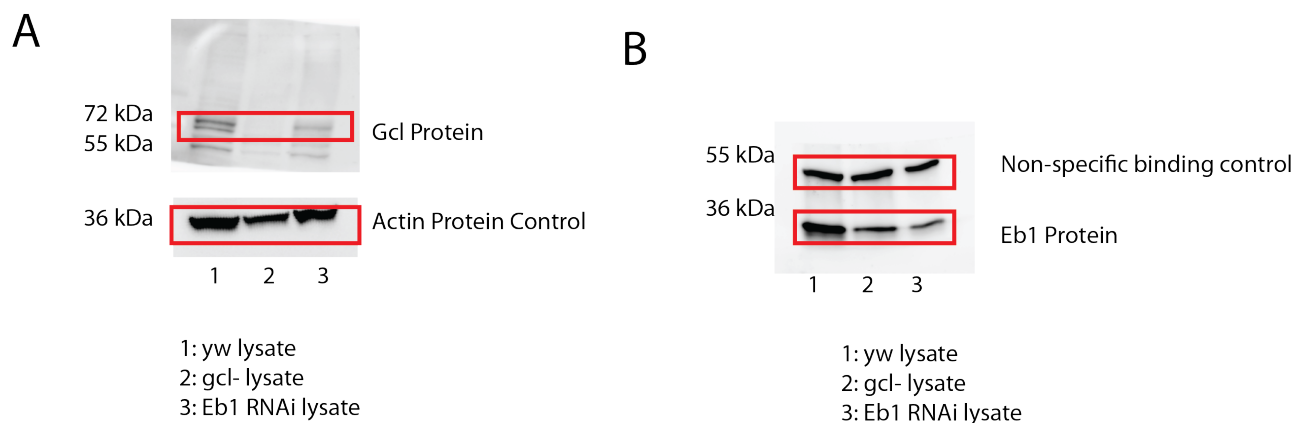 A
72 kDa
55 kDa
Gcl Protein
36 kDa
Actin Protein Control
1 2 3
1: yw lysate
2: gcl- lysate
3: Eb1 RNAi lysate
B
55 kDa
Non-specific binding control
36 kDa
Eb1 Protein
1 2 3
1: yw lysate
2: gcl- lysate
3: Eb1 RNAi lysate